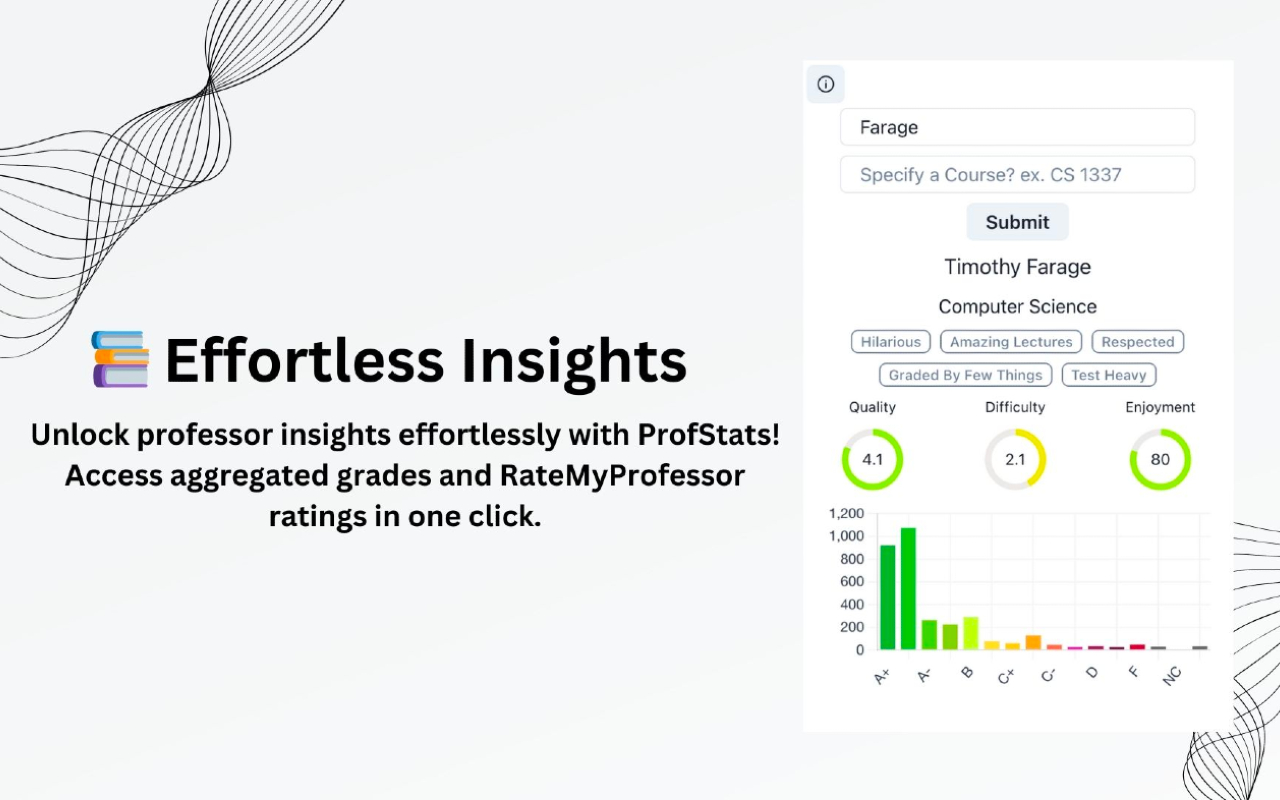 Effortless Insights
Unlock professor insights effortlessly with ProfStats!
Access aggregated grades and RateMyProfessor
ratings in one click.
Farage
Specify a Course? ex. CS 1337
Submit
Timothy Farage
Computer Science
Hilarious Amazing Lectures Respected
Graded By Few Things Test Heavy
Quality Difficulty Enjoyment
4.1 2.1 80
1,200
1,000
800
600
400
200
0
A+ A- B C+ C- D F NC